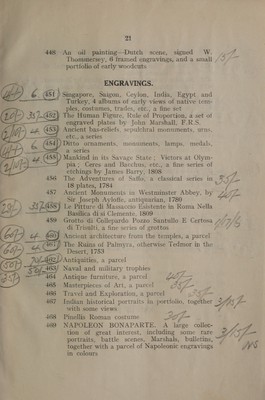 21
448 An oil painting—Dutch scene, signed W.
Thommersey, 6 framed engravings, and a small
portfolio of early woodcuts
ENGRAVINGS.
451 Singapore, Saigon, Ceylon, India, Egypt and
Turkey, 4 albums of early views of native tem-
ples, costumes, trades, etc., a fine set
452 The Human Figure, Rule of Proportion, a set of
engraved plates by John Marshall, F.R.S.
453 Ancient bas-reliefs, sepulchral monuments, urns,
etc., a series
454 Ditto ornaments, monuments, lamps, medals,
a series
455 Mankind in its Savage State; Victors at Olym-
pia; Ceres and Bacchus, etc., a fine series of
etchings by James Barry, 1808
456 The Adventures of Nello, a classical series in
18 plates, 1784
457 Ancient Monuments in Westminster Abbey, by
Sir Joseph Ayloffe, antiquarian, 1780
458 Le Pitture di Massaccio Esistente in Roma Nella
Basilica di si Clemente, 1809
459 Grotto di Cullepardo Pozzo Santullo E Certosa
di Trisulti, a fine series of grottos
460 Ancient architecture from the temples, a parcel
461 The Ruins of Palmyra, otherwise Tedmor in the
Desert, 1753
462 Antiquities, a parcel
463 Naval and military trophies
464 Antique furniture, a parcel
465 Masterpieces of Art, a parcel
466 Travel and Exploration, a parcel
467 Indian historical portraits in portfolio, together
with some views
468 Pinellis Roman costume
469 NAPOLEON BONAPARTE. A large collec-
tion of great interest, including some rare
portraits, battle scenes, Marshals, bulletins,
together with a parcel of Napoleonic engravings
in colours
NS